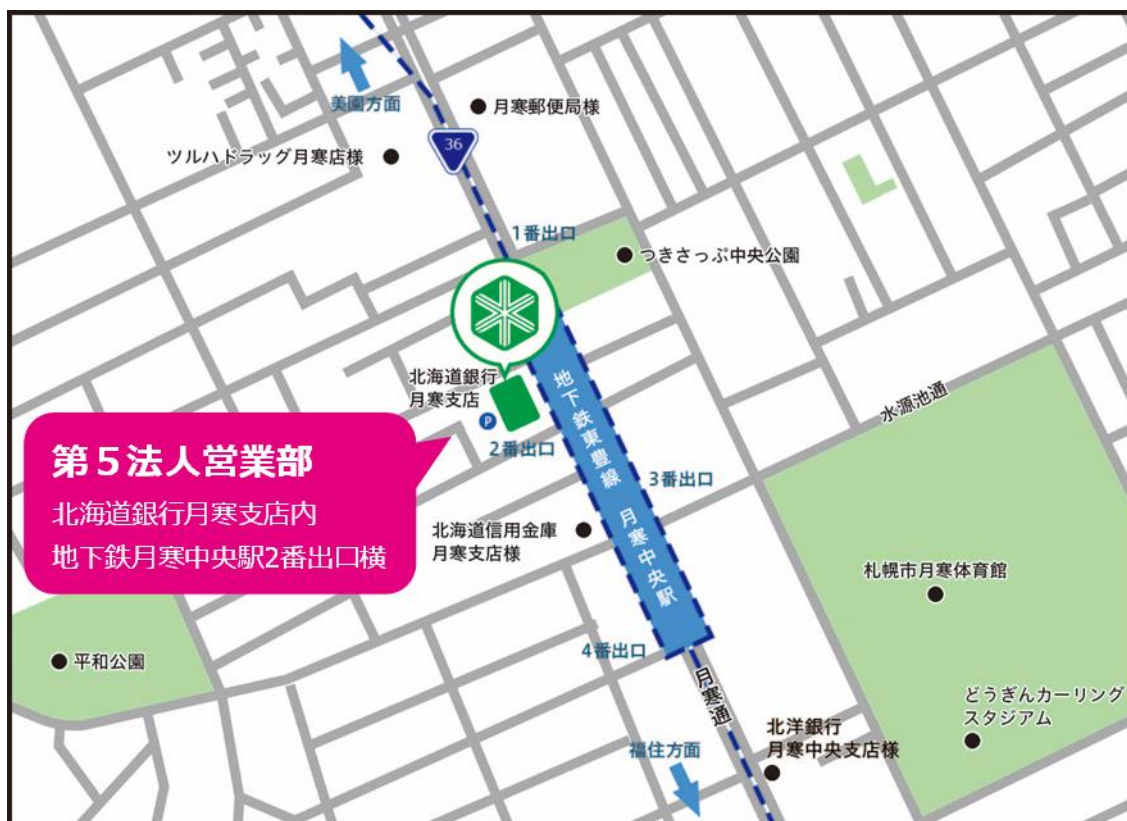 美園方面
月寒郵便局様
36
ツルハドラッグ月寒店様
1番出口
つきさっぷ中央公園
北海道銀行
月寒支店
P
2番出口
地下鉄東豊線 月寒中央駅
水源池通
第5法人営業部
北海道銀行月寒支店内
地下鉄月寒中央駅2番出口横
3番出口
北海道信用金庫
月寒支店様
札幌市月寒体育館
平和公園
4番出口
月寒通
どうぎんカーリング
スタジアム
北洋銀行
月寒中央支店様
福住方面